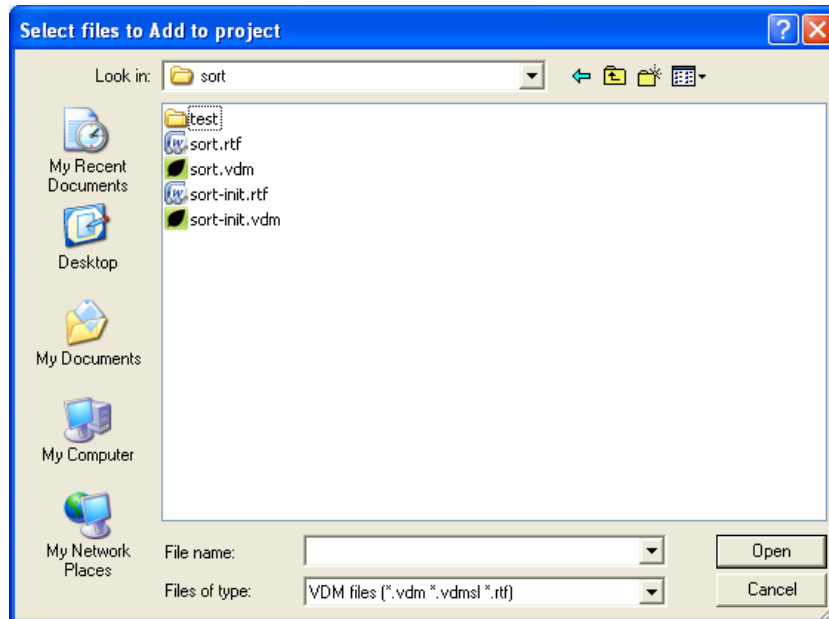 Select files to Add to project
Look in: sort
test
sort.rtf
sort.vdm
sort-init.rtf
sort-init.vdm
My Recent
Documents
Desktop
My Documents
My Computer
My Network
Places
File name:
Open
Files of type: VDM files (*.vdm *.vdmsl *.rtf)
Cancel